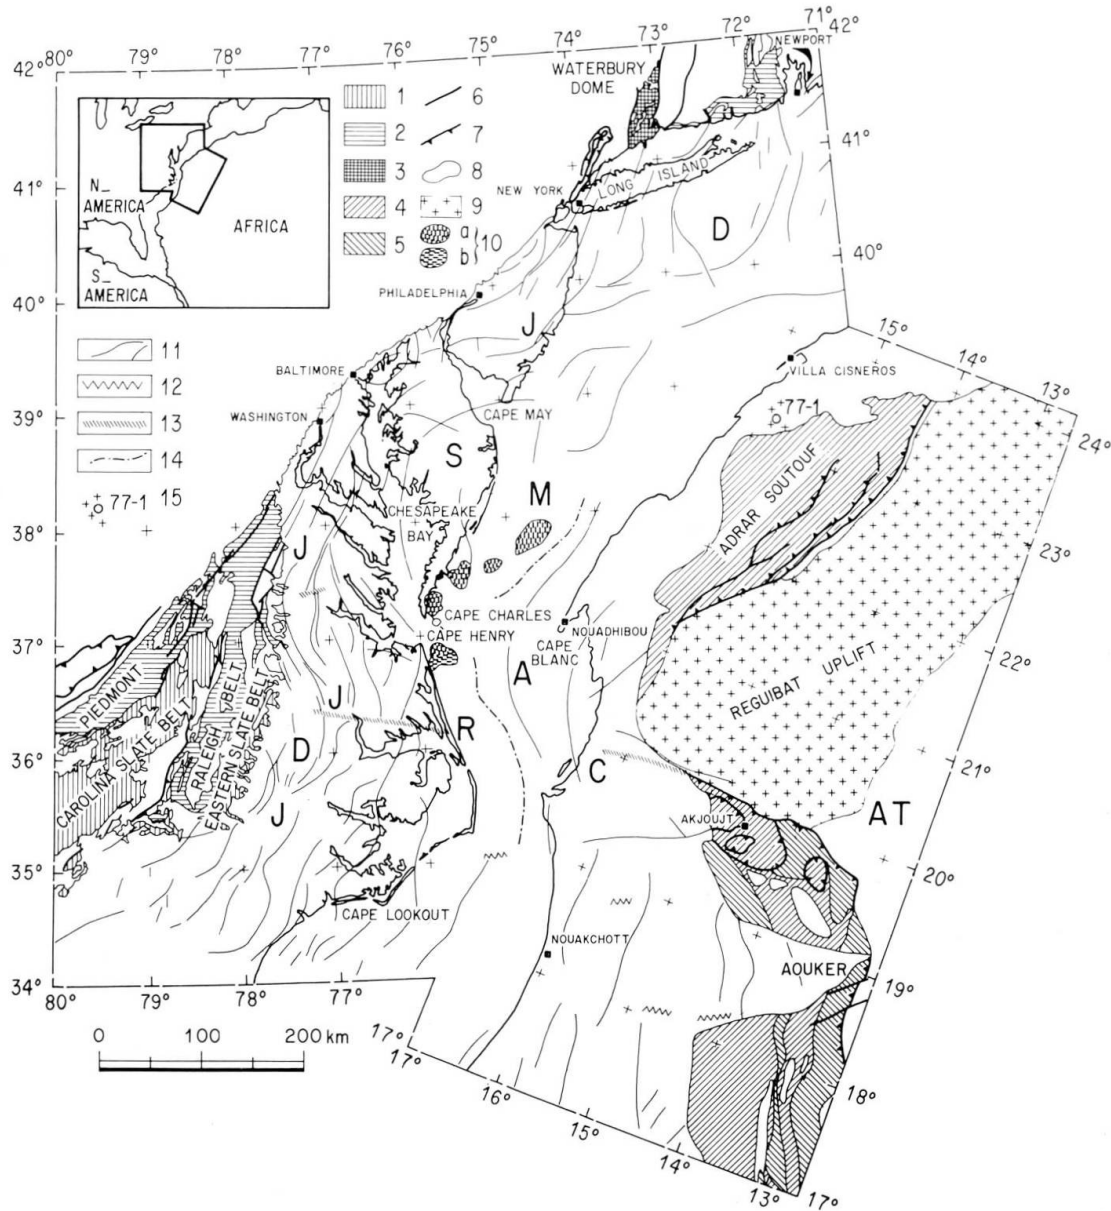 80°
79°
78°
77°
76°
75°
74°
73°
72°
71°
42°
42°
41°
40°
39°
38°
37°
36°
35°
34°
80°
79°
78°
77°
41°
40°
NEWPORT
WATERBURY
DOME
NEW YORK
LONG ISLAND
D
N_
AMERICA
AFRICA
S_
AMERICA
1
2
3
4
5
6
7
8
9
a
b
10
PHILADELPHIA
J
11
12
13
14
77-1 15
BALTIMORE
WASHINGTON
CAPE MAY
S
M
CHESAPEAKE
BAY
J
CAPE CHARLES
CAPE HENRY
VILLA CISNEROS
77-1
ADRAR SOUTOUF
15°
14°
13°
24°
23°
22°
21°
20°
19°
18°
17°
NOUADHIBOU
CAPE
BLANC
A
REGUIBAT UPLIFT
PIEDMONT
CAROLINA SLATE BELT
RALEIGH BELT
EASTERN SLATE BELT
J
D
J
R
C
AT
AKJOUJT
CAPE LOOKOUT
NOUAKCHOTT
AOUKER
0 100 200 km
17°
17°
16°
15°
14°
13°